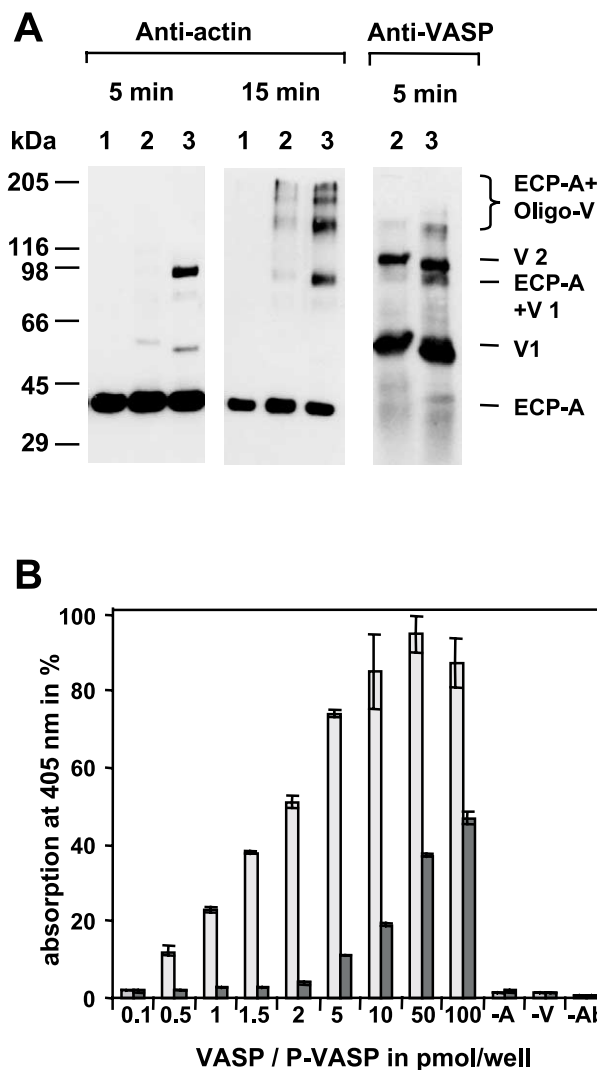 A
Anti-actin
Anti-VASP
5 min
15 min
5 min
kDa 1 2 3 1 2 3 2 3
205
116
98
66
45
29
ECP-A+
Oligo-V
V 2
ECP-A
+V 1
V1
ECP-A
B
absorption at 405 nm in %
100
80
60
40
20
0
0.1 0.5 1 1.5 2 5 10 50 100 -A -V -Ab
VASP / P-VASP in pmol/well